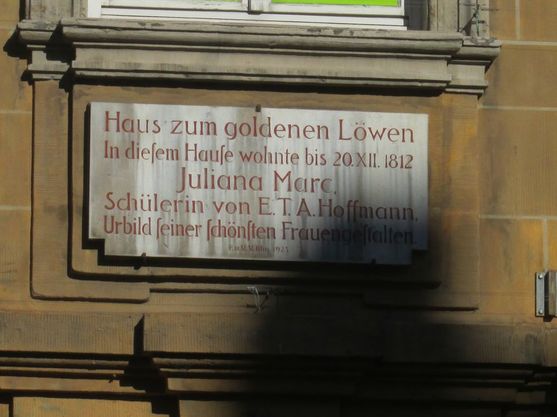 Haus zum goldenen Löwen
In dieſem Hauſe wohnte bis 20.XII. 1812
Juliana Marc,
Schülerin von E.T.A. Hoffmann,
Urbild ſeiner ſchönſten Frauengeſtalten.
1925